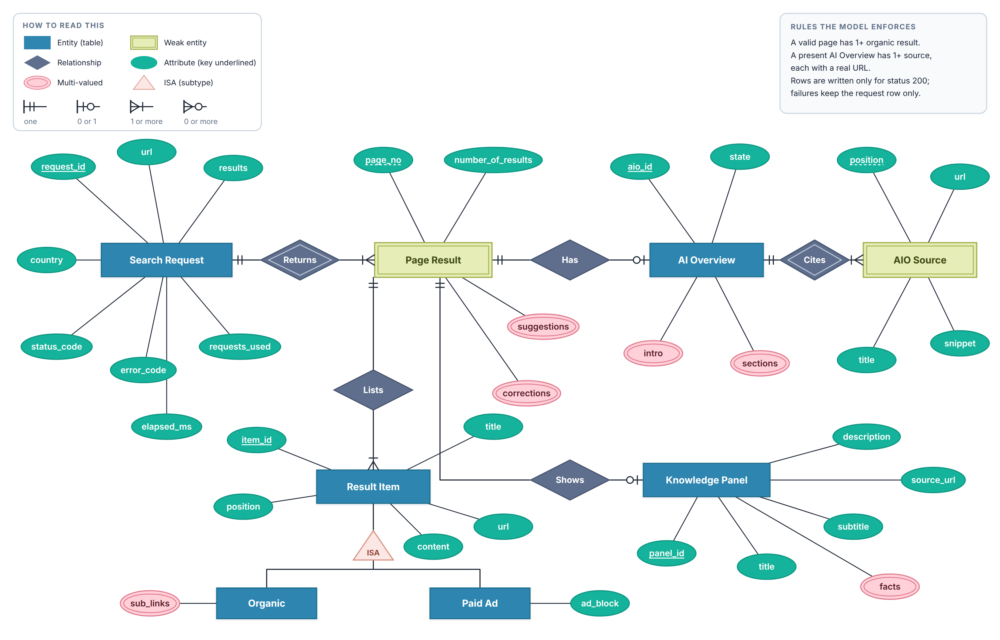 HOW TO READ THIS
Entity (table)
Weak entity
Relationship
Attribute (key underlined)
Multi-valued
ISA (subtype)
one
0 or 1
1 or more
0 or more
RULES THE MODEL ENFORCES
A valid page has 1+ organic result.
A present AI Overview has 1+ source,
each with a real URL.
Rows are written only for status 200;
failures keep the request row only.
request_id
url
results
page_no
number_of_results
aio_id
state
position
url
country
Search Request
Returns
Page Result
Has
AI Overview
Cites
AIO Source
status_code
error_code
requests_used
elapsed_ms
suggestions
corrections
intro
sections
title
snippet
Lists
item_id
title
Result Item
position
content
url
Shows
Knowledge Panel
description
source_url
subtitle
panel_id
title
facts
ISA
sub_links
Organic
Paid Ad
ad_block